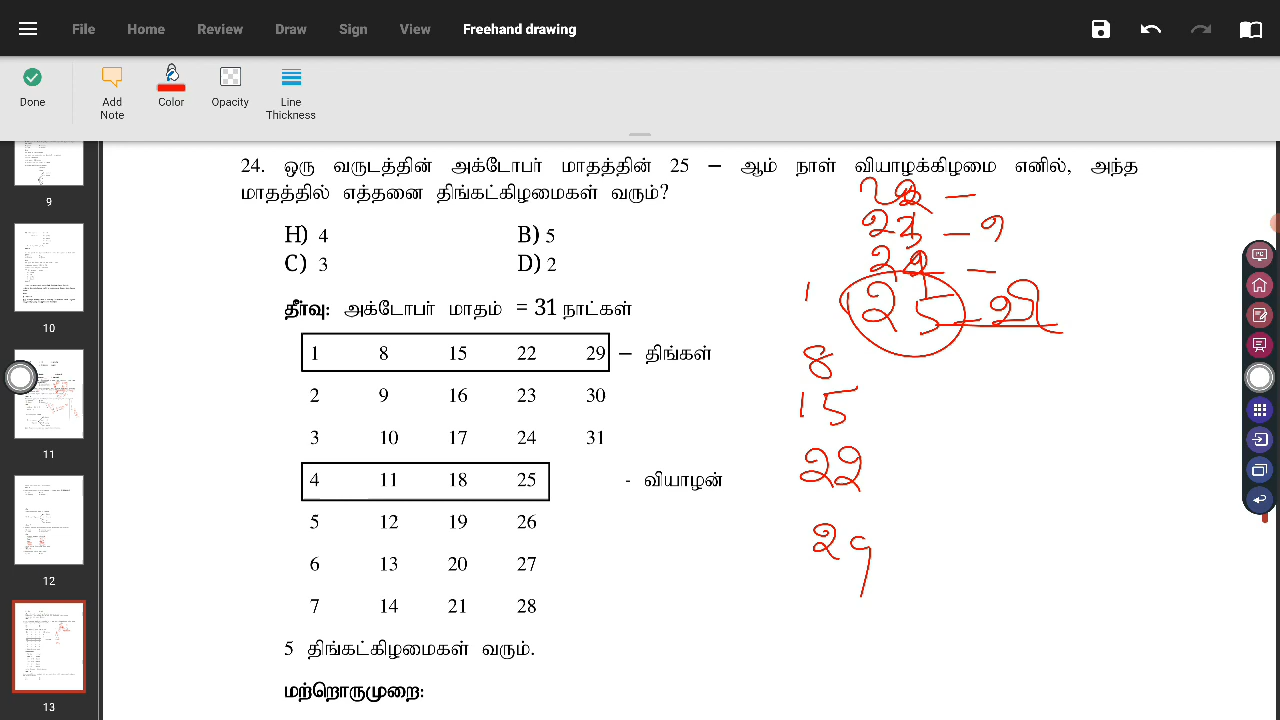 File Home Review Draw Sign View Freehand drawing
Done Add Note Color Opacity Line Thickness
24. ஒரு வருடத்தின் அக்டோபர் மாதத்தின் 25 – ஆம் நாள் வியாழக்கிழமை எனில், அந்த
மாதத்தில் எத்தனை திங்கட்கிழமைகள் வரும்?
H) 4 B) 5
C) 3 D) 2
தீர்வு: அக்டோபர் மாதம் = 31 நாட்கள்
1 8 15 22 29 – திங்கள்
2 9 16 23 30
3 10 17 24 31
4 11 18 25 - வியாழன்
5 12 19 26
6 13 20 27
7 14 21 28
5 திங்கட்கிழமைகள் வரும்.
மற்றொருமுறை:
9
10
11
12
13
25 – வி
1
8
15
22
29